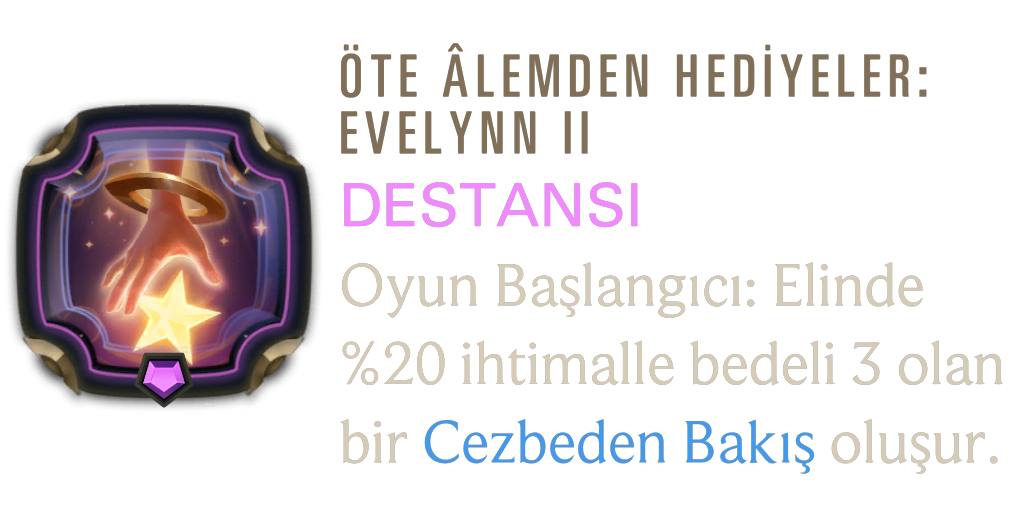 ÖTE ÂLEMDEN HEDİYELER:
EVELYNN II
DESTANSI
Oyun Başlangıcı: Elinde
%20 ihtimalle bedeli 3 olan
bir Cezbeden Bakış oluşur.